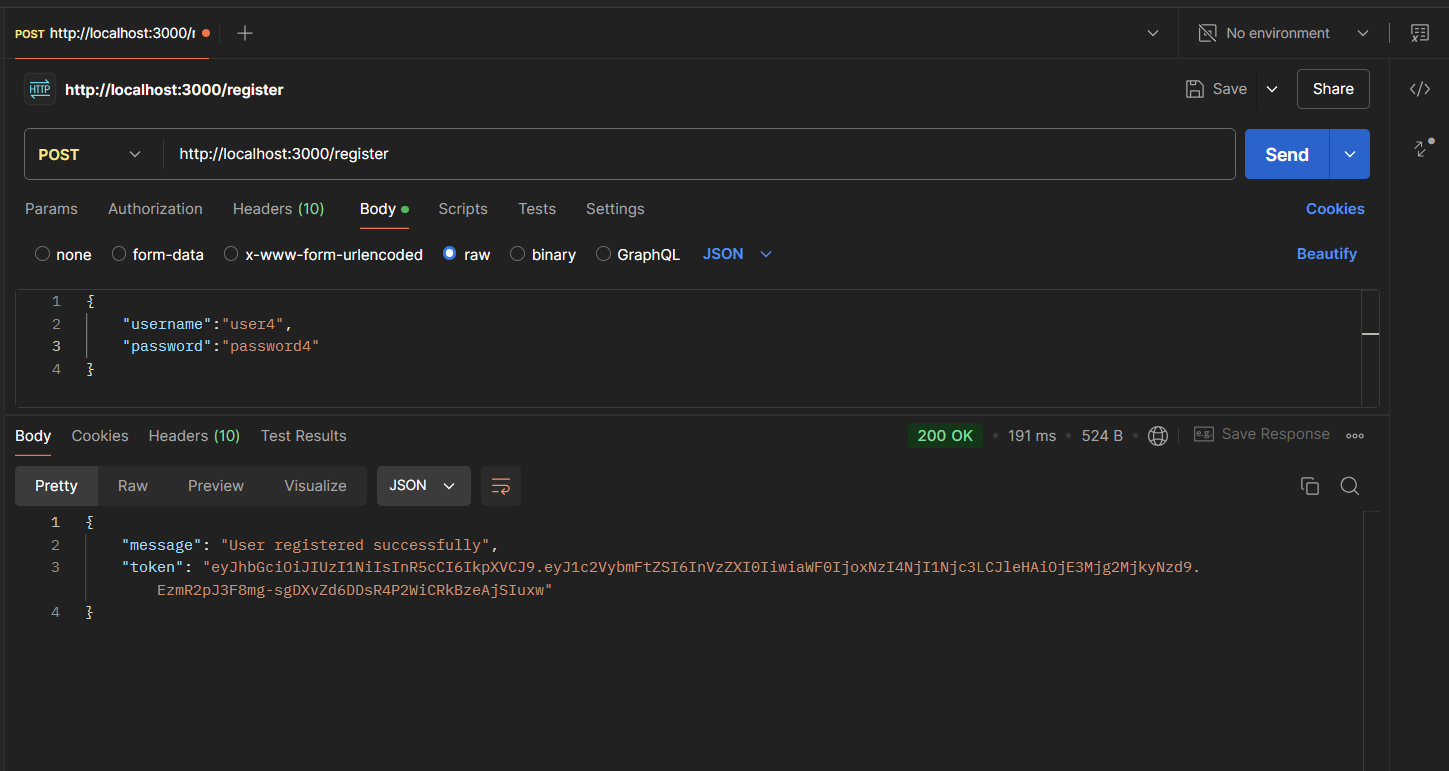 POST http://localhost:3000/r
No environment
HTTP http://localhost:3000/register
Save
Share
POST http://localhost:3000/register
Send
Params Authorization Headers (10) Body Scripts Tests Settings Cookies
none form-data x-www-form-urlencoded raw binary GraphQL JSON Beautify
1 {
2 "username":"user4",
3 "password":"password4"
4 }
Body Cookies Headers (10) Test Results 200 OK 191 ms 524 B e.g. Save Response
Pretty Raw Preview Visualize JSON
1 {
2 "message": "User registered successfully",
3 "token": "eyJhbGciOiJIUzI1NiIsInR5cCI6IkpXVCJ9.eyJ1c2VybmFtZSI6InVzZXI0IiwiaWF0IjoxNzI4NjI1Njc3LCJleHAiOjE3Mjg2MjkyNzd9.
EzmR2pJ3F8mg-sgDXvZd6DDsR4P2WiCRkBzeAjSIuxw"
4 }